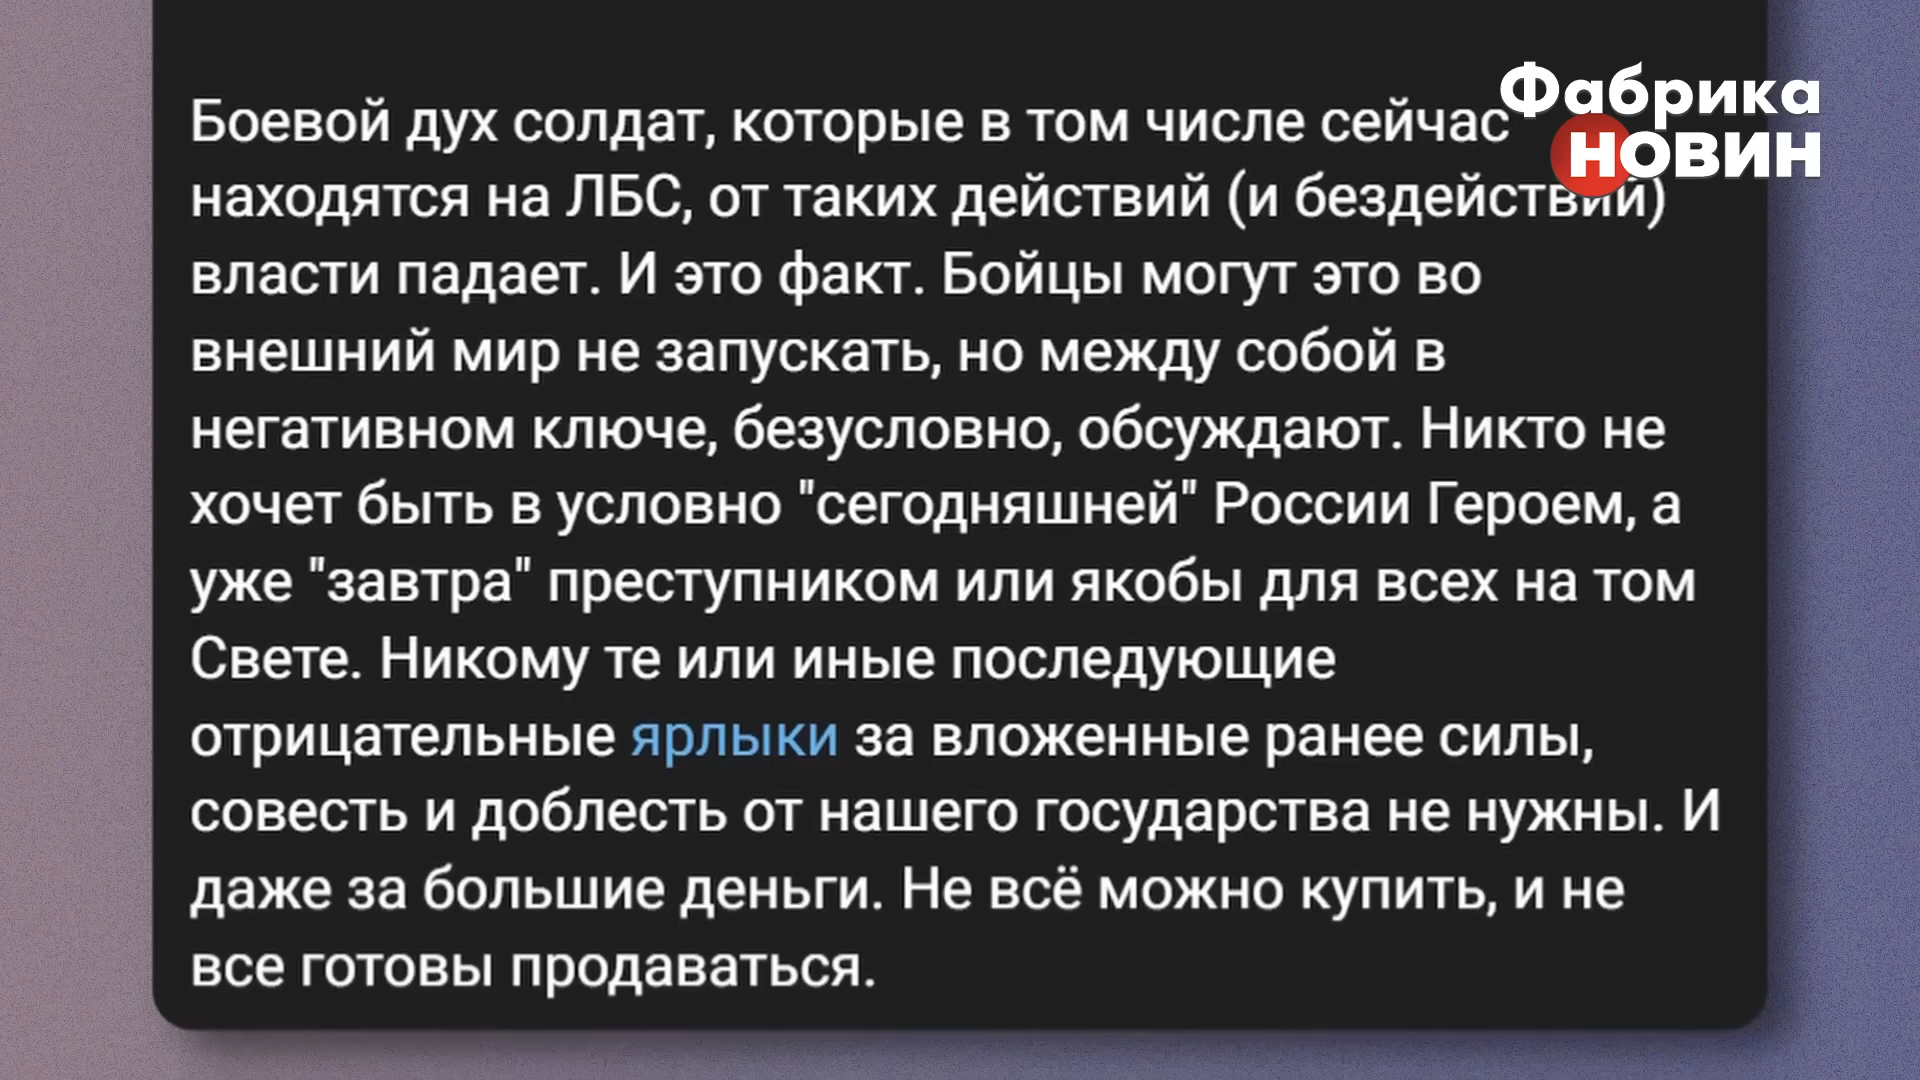 Фабрика
новин
Боевой дух солдат, которые в том числе сейчас
находятся на ЛБС, от таких действий (и бездействий)
власти падает. И это факт. Бойцы могут это во
внешний мир не запускать, но между собой в
негативном ключе, безусловно, обсуждают. Никто не
хочет быть в условно "сегодняшней" России Героем, а
уже "завтра" преступником или якобы для всех на том
Свете. Никому те или иные последующие
отрицательные ярлыки за вложенные ранее силы,
совесть и доблесть от нашего государства не нужны. И
даже за большие деньги. Не всё можно купить, и не
все готовы продаваться.